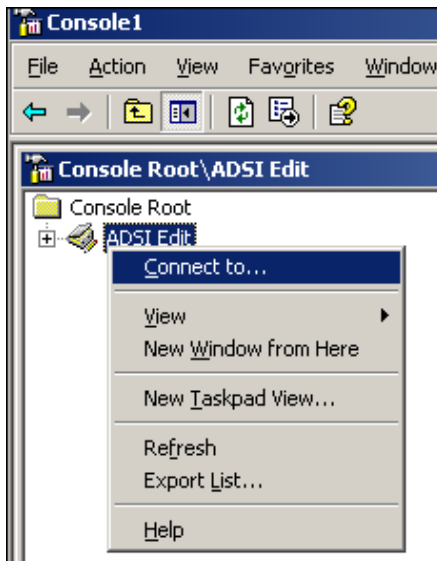 Console1
File Action View Favorites Window
Console Root\ADSI Edit
Console Root
ADSI Edit
Connect to...
View
New Window from Here
New Taskpad View...
Refresh
Export List...
Help